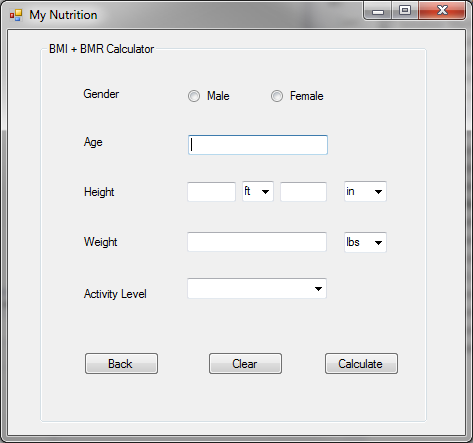 My Nutrition
BMI + BMR Calculator
Gender Male Female
Age
Height ft in
Weight lbs
Activity Level
Back Clear Calculate